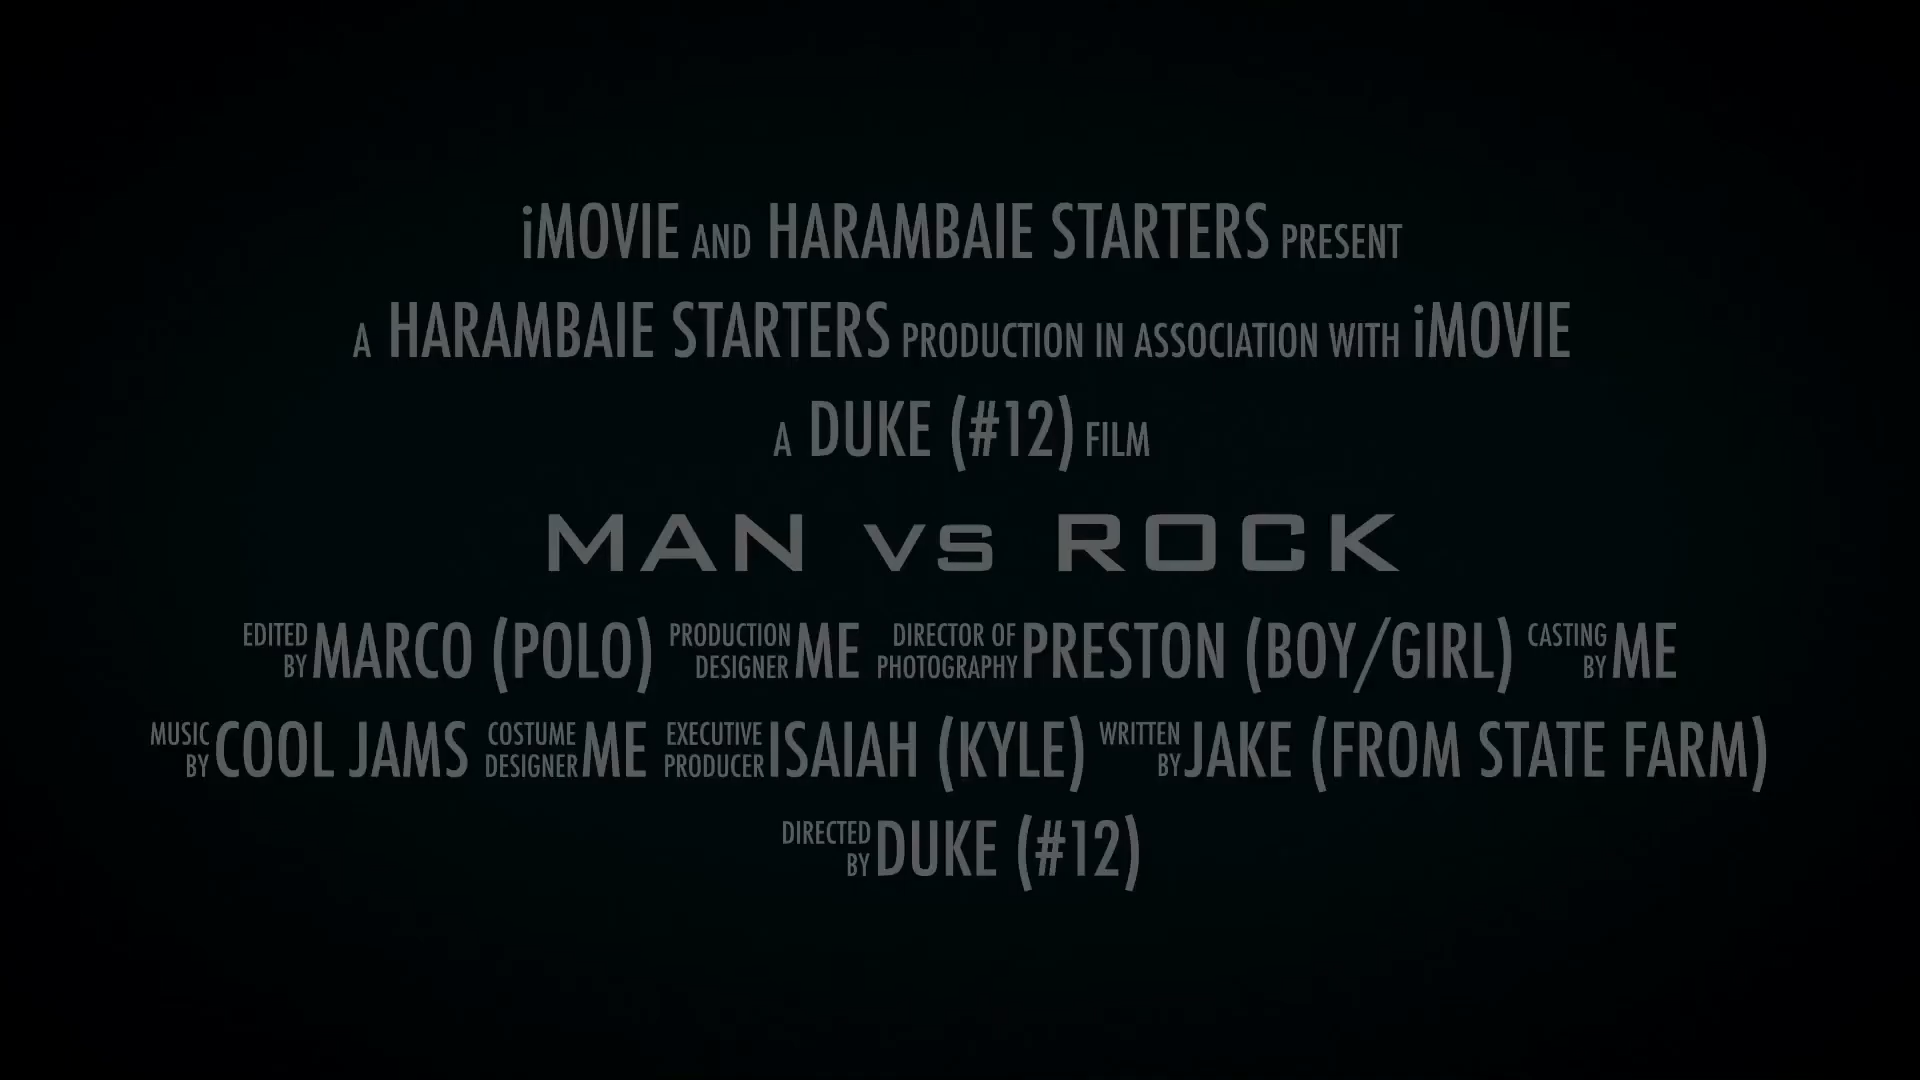 iMOVIE AND HARAMBAIE STARTERS PRESENT
A HARAMBAIE STARTERS PRODUCTION IN ASSOCIATION WITH iMOVIE
A DUKE (#12) FILM
MAN vs ROCK
EDITED BY MARCO (POLO) PRODUCTION DESIGNER ME DIRECTOR OF PHOTOGRAPHY PRESTON (BOY/GIRL) CASTING BY ME
MUSIC BY COOL JAMS COSTUME DESIGNER ME EXECUTIVE PRODUCER ISAIAH (KYLE) WRITTEN BY JAKE (FROM STATE FARM)
DIRECTED BY DUKE (#12)